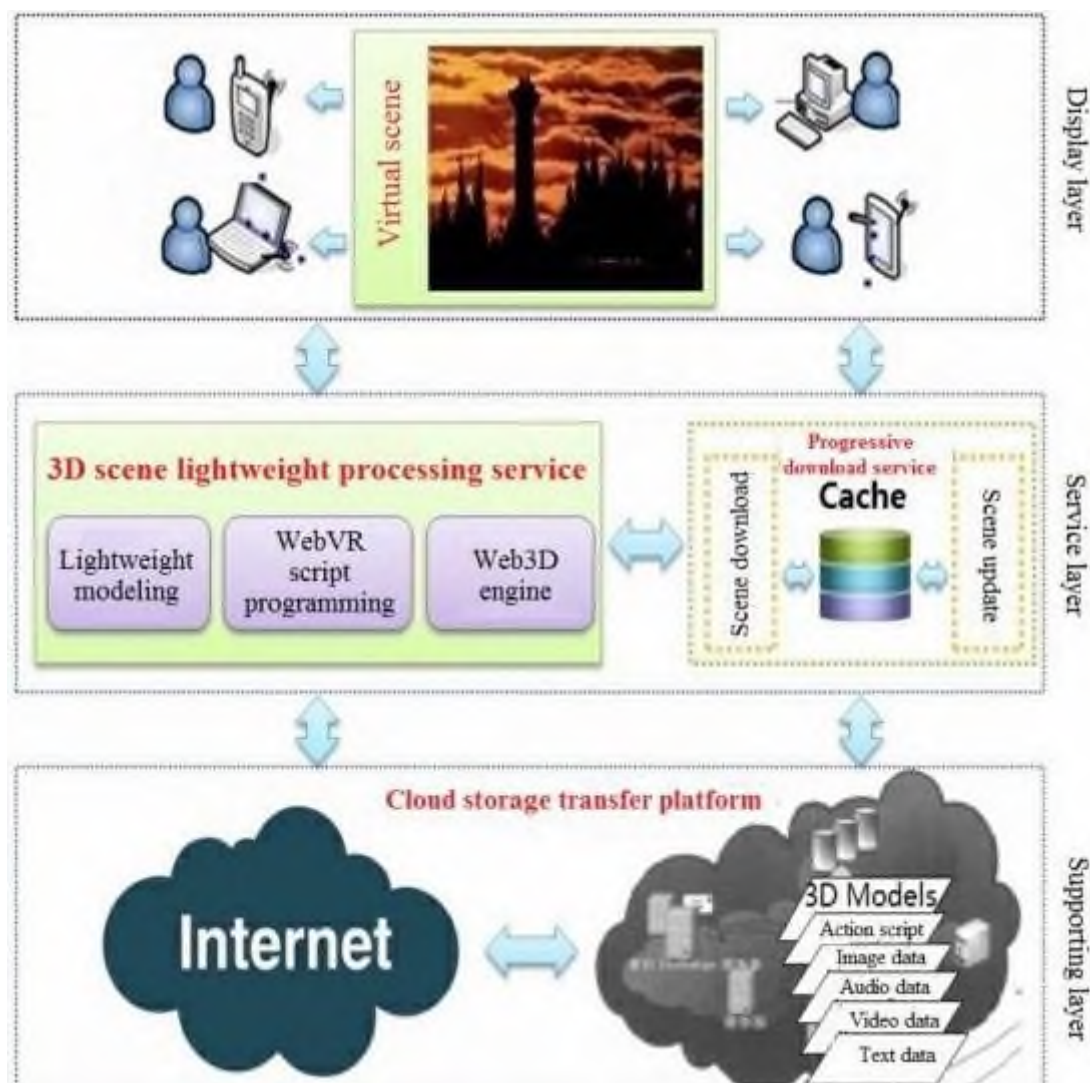 Virtual scene
Display layer
3D scene lightweight processing service
Lightweight
modeling
WebVR
script
programming
Web3D
engine
Progressive
download service
Scene download
Cache
Scene update
Service layer
Cloud storage transfer platform
Internet
3D Models
Action script
Image data
Audio data
Video data
Text data
Supporting layer